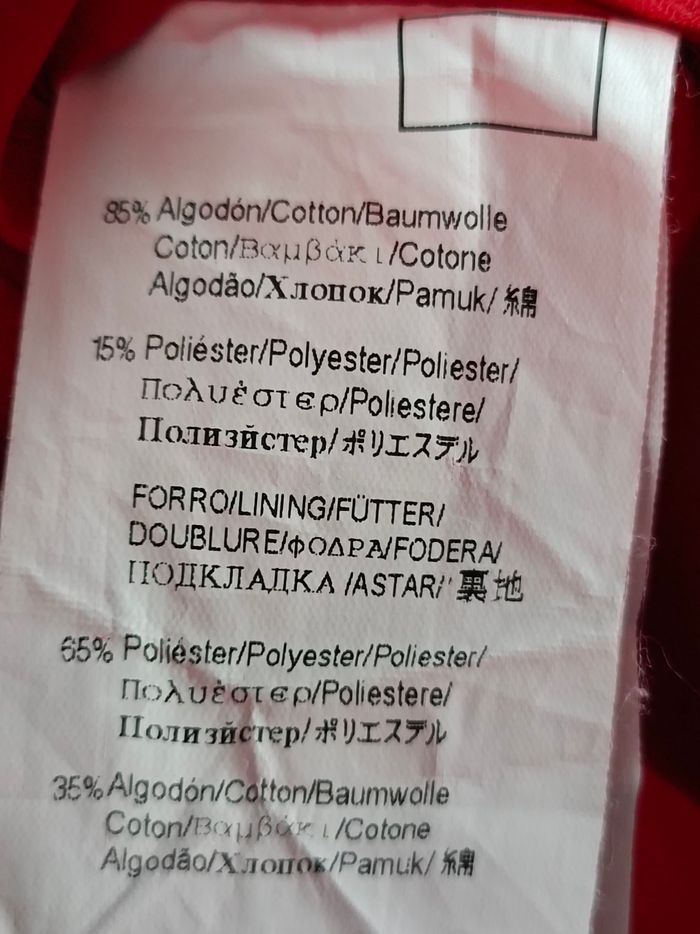 85% Algodón/Cotton/Baumwolle
Coton/Βαμβάκι/Cotone
Algodão/Хлопок/Pamuk/綿
15% Poliéster/Polyester/Poliester/
Πολυὲστερ/Poliestere/
Полизйстер/ポリエステル
FORRO/LINING/FÜTTER/
DOUBLURE/ΦΟΔΡΑ/FODERA/
ПОДКЛАДКА /ASTAR/ 裏地
65% Poliéster/Polyester/Poliester/
Πολυὲστερ/Poliestere/
Полизйстер/ポリエステル
35% Algodón/Cotton/Baumwolle
Coton/Βαμβάκι/Cotone
Algodão/Хлопок/Pamuk/綿